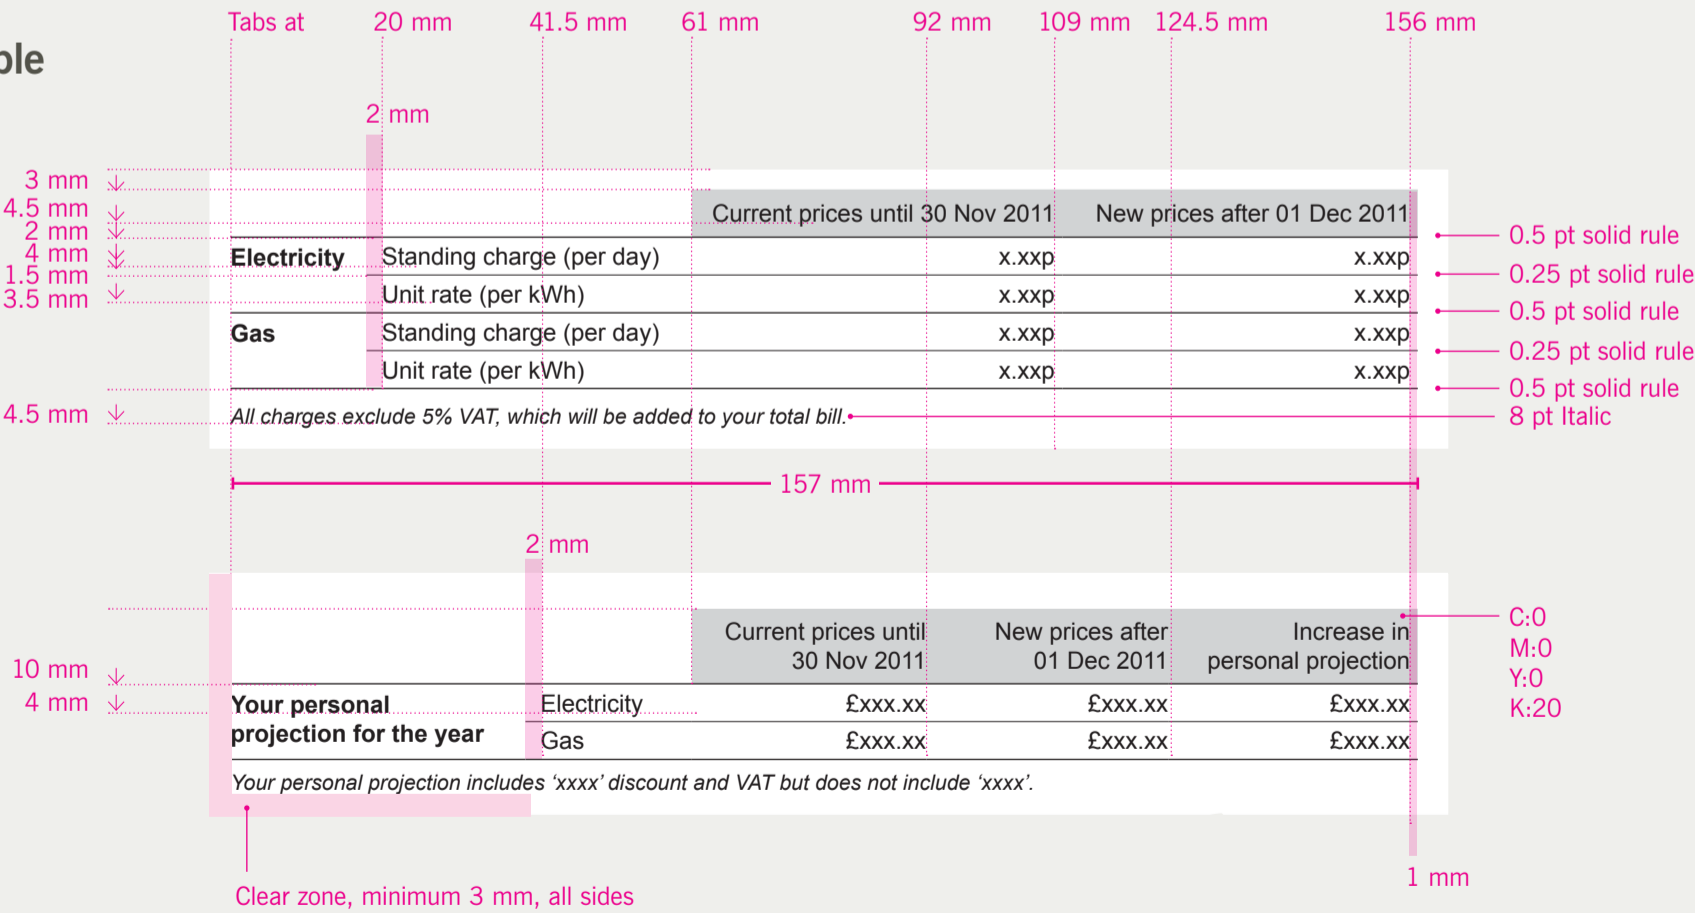 Tabs at 20 mm 41.5 mm 61 mm 92 mm 109 mm 124.5 mm 156 mm
2 mm
3 mm
4.5 mm
Current prices until 30 Nov 2011 New prices after 01 Dec 2011
2 mm
0.5 pt solid rule
4 mm
Electricity Standing charge (per day) x.xxp x.xxp
1.5 mm
0.25 pt solid rule
3.5 mm
Unit rate (per kWh) x.xxp x.xxp
0.5 pt solid rule
Gas Standing charge (per day) x.xxp x.xxp
0.25 pt solid rule
Unit rate (per kWh) x.xxp x.xxp
0.5 pt solid rule
4.5 mm
All charges exclude 5% VAT, which will be added to your total bill.
8 pt Italic
157 mm
2 mm
Current prices until New prices after Increase in
30 Nov 2011 01 Dec 2011 personal projection
C:0
M:0
Y:0
K:20
10 mm
4 mm
Your personal Electricity £xxx.xx £xxx.xx £xxx.xx
projection for the year Gas £xxx.xx £xxx.xx £xxx.xx
Your personal projection includes ‘xxxx’ discount and VAT but does not include ‘xxxx’.
1 mm
Clear zone, minimum 3 mm, all sides